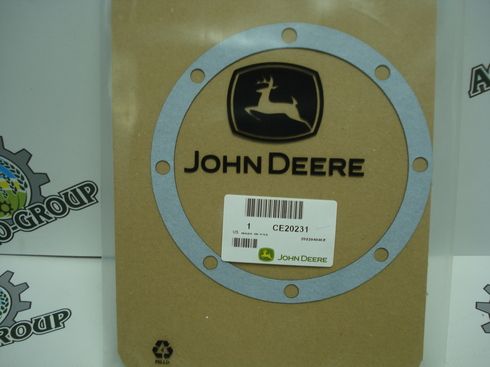 JOHN DEERE
1 CE20231
JOHN DEERE
O-GROUP
GROUP
A